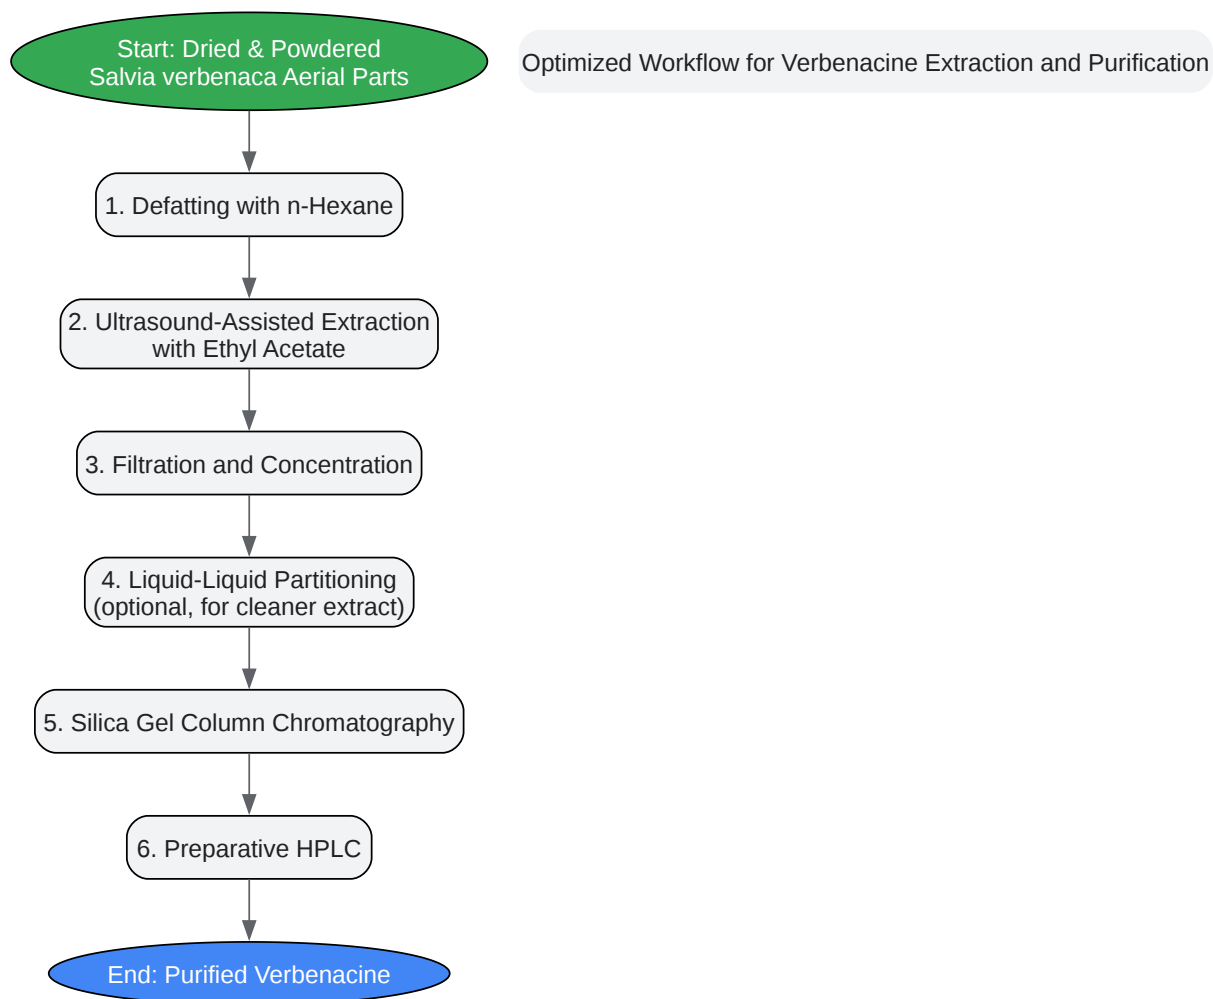 Start: Dried & Powdered
Salvia verbenaca Aerial Parts
Optimized Workflow for Verbenacine Extraction and Purification
1. Defatting with n-Hexane
2. Ultrasound-Assisted Extraction
with Ethyl Acetate
3. Filtration and Concentration
4. Liquid-Liquid Partitioning
(optional, for cleaner extract)
5. Silica Gel Column Chromatography
6. Preparative HPLC
End: Purified Verbenacine